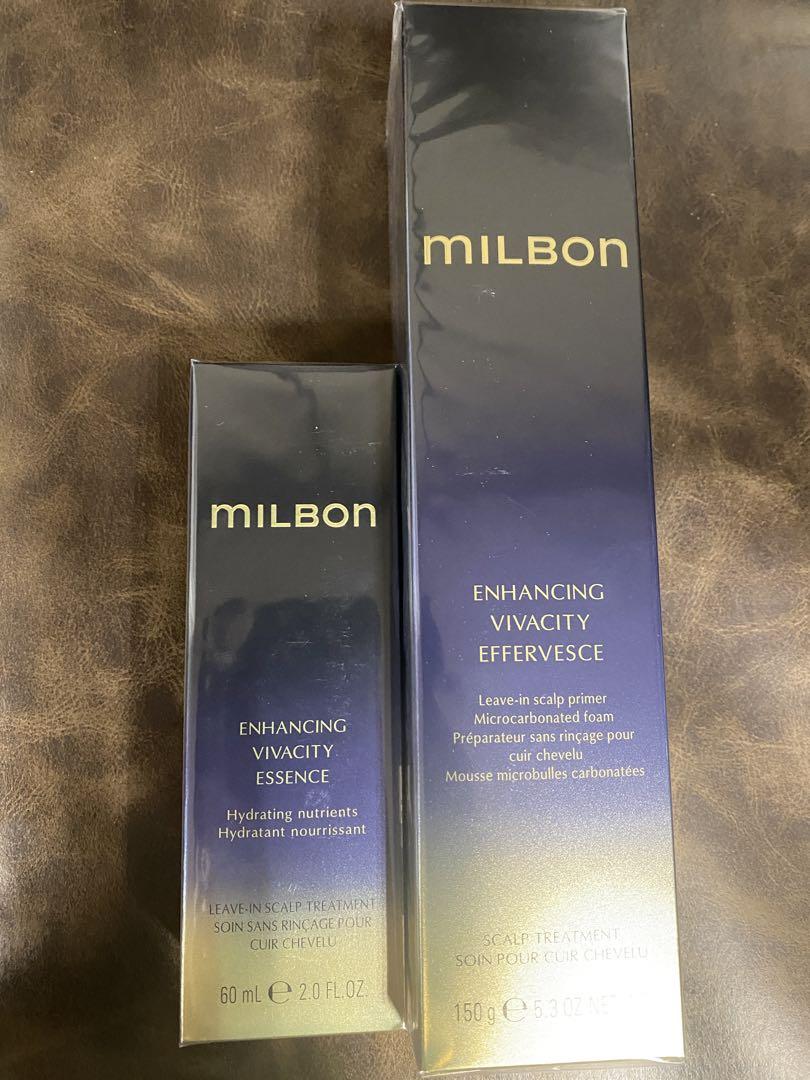 mILBOn
ENHANCING
VIVACITY
ESSENCE
Hydrating nutrients
Hydratant nourrissant
LEAVE-IN SCALP TREATMENT
SOIN SANS RINÇAGE POUR
CUIR CHEVELU
60 mL ℮ 2.0 FL.OZ.
mILBOn
ENHANCING
VIVACITY
EFFERVESCE
Leave-in scalp primer
Microcarbonated foam
Préparateur sans rinçage pour
cuir chevelu
Mousse microbulles carbonatées
SCALP TREATMENT
SOIN POUR CUIR CHEVELU
150 g ℮ 5.3 OZ NET